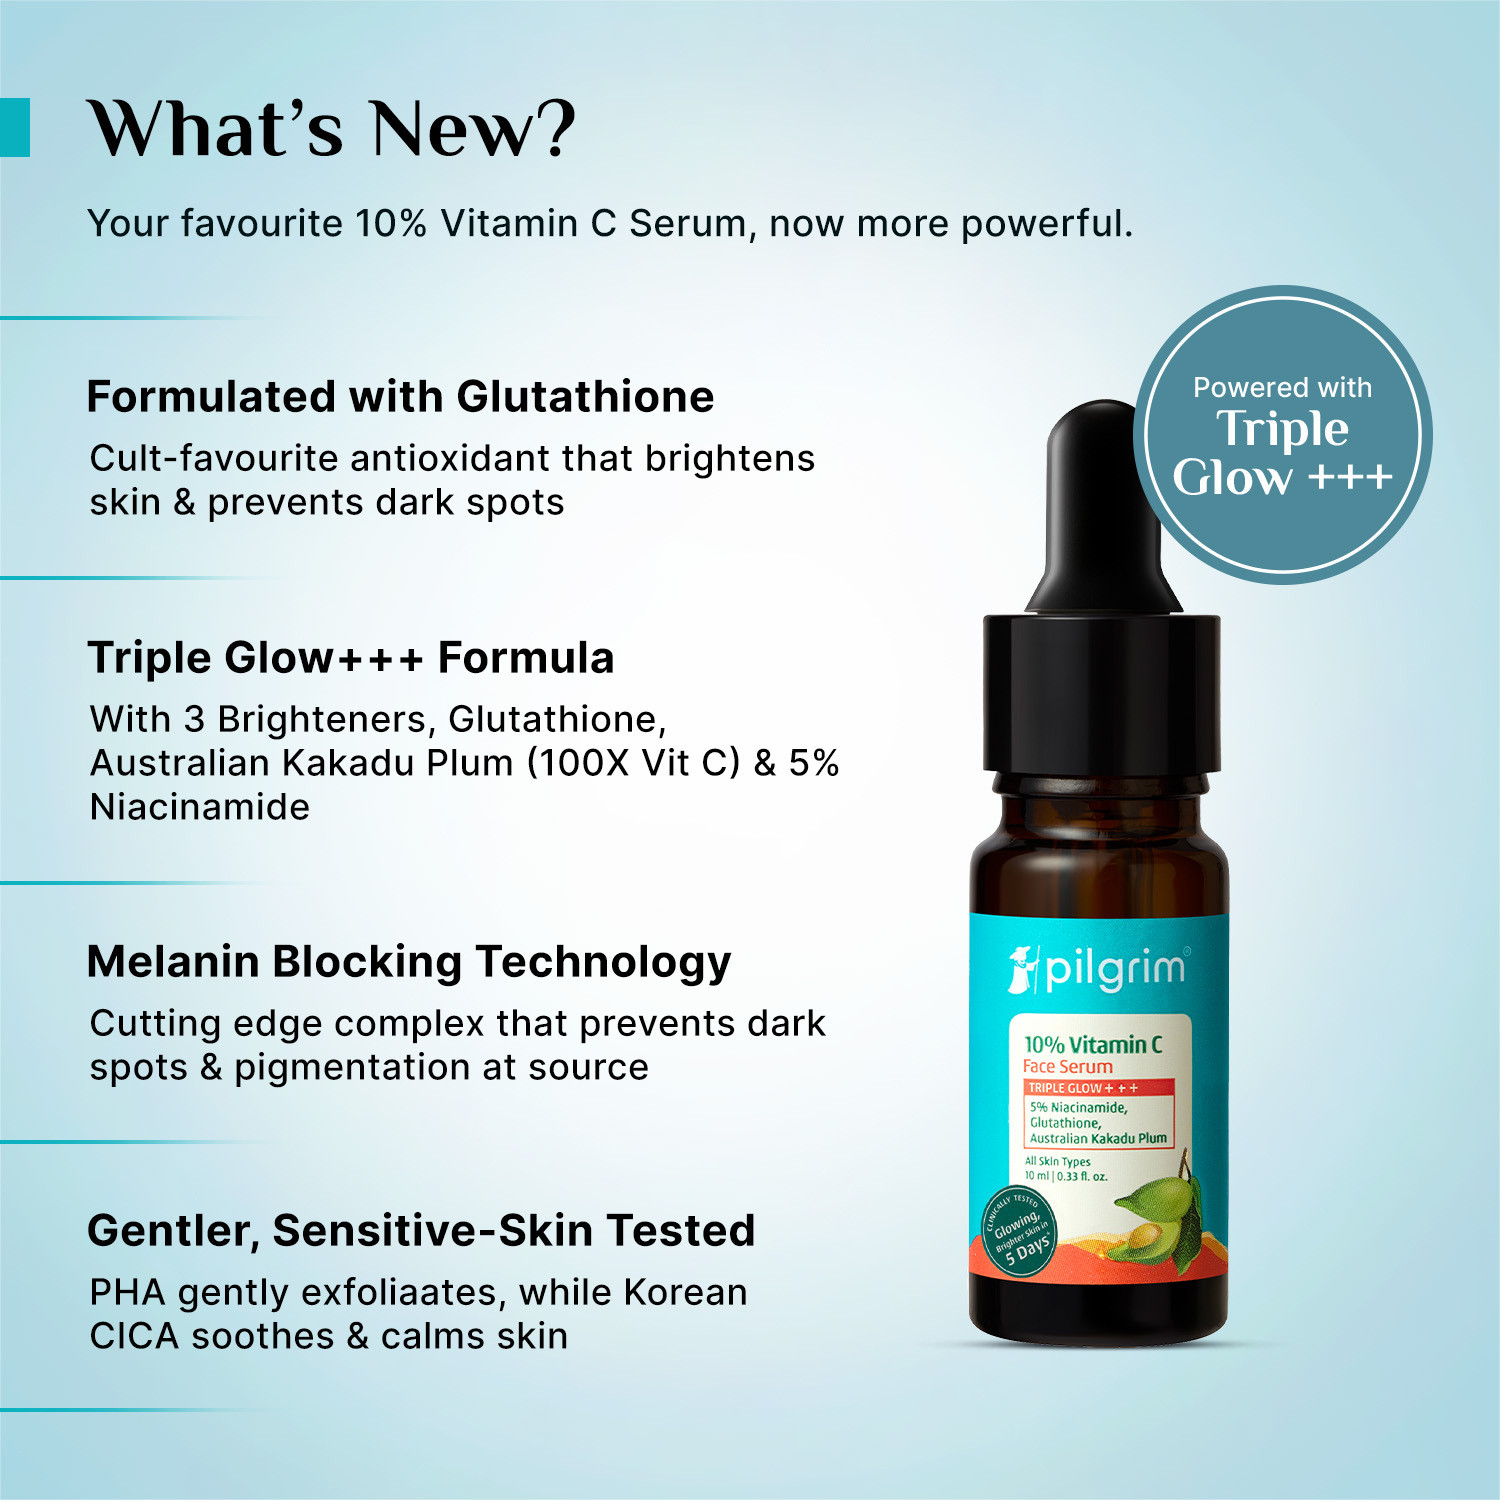 What's New?
Your favourite 10% Vitamin C Serum, now more powerful.
Powered with
Triple
Glow +++
Formulated with Glutathione
Cult-favourite antioxidant that brightens
skin & prevents dark spots
Triple Glow+++ Formula
With 3 Brighteners, Glutathione,
Australian Kakadu Plum (100X Vit C) & 5%
Niacinamide
Melanin Blocking Technology
Cutting edge complex that prevents dark
spots & pigmentation at source
Gentler, Sensitive-Skin Tested
PHA gently exfoliaates, while Korean
CICA soothes & calms skin
pilgrim®
10% Vitamin C
Face Serum
TRIPLE GLOW + + +
5% Niacinamide,
Glutathione,
Australian Kakadu Plum
All Skin Types
10 ml | 0.33 fl. oz.
CLINICALLY TESTED
Glowing,
Brighter Skin in
5 Days*